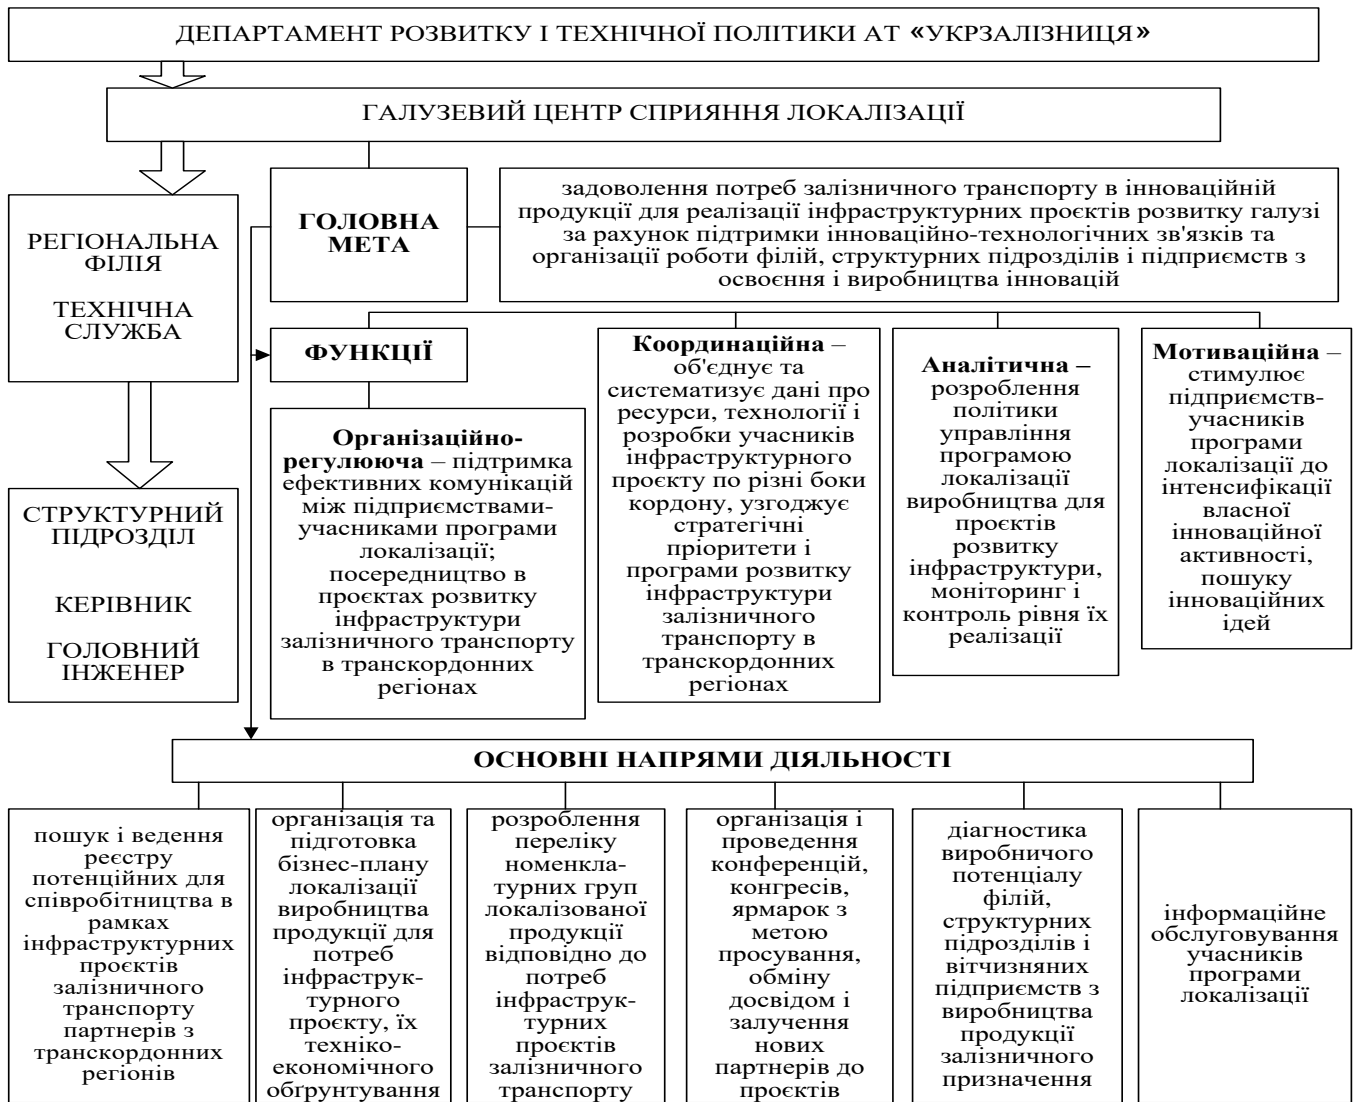 ДЕПАРТАМЕНТ РОЗВИТКУ І ТЕХНІЧНОЇ ПОЛІТИКИ АТ «УКРЗАЛІЗНИЦЯ»
ГАЛУЗЕВИЙ ЦЕНТР СПРИЯННЯ ЛОКАЛІЗАЦІЇ
РЕГІОНАЛЬНА
ФІЛІЯ
ТЕХНІЧНА
СЛУЖБА
СТРУКТУРНИЙ
ПІДРОЗДІЛ
КЕРІВНИК
ГОЛОВНИЙ
ІНЖЕНЕР
ГОЛОВНА
МЕТА
задоволення потреб залізничного транспорту в інноваційній
продукції для реалізації інфраструктурних проєктів розвитку галузі
за рахунок підтримки інноваційно-технологічних зв'язків та
організації роботи філій, структурних підрозділів і підприємств з
освоєння і виробництва інновацій
ФУНКЦІЇ
Організаційно-
регулююча – підтримка
ефективних комунікацій
між підприємствами-
учасниками програми
локалізації;
посередництво в
проєктах розвитку
інфраструктури
залізничного транспорту
в транскордонних
регіонах
Координаційна –
об'єднує та
систематизує дані про
ресурси, технології і
розробки учасників
інфраструктурного
проєкту по різні боки
кордону, узгоджує
стратегічні
пріоритети і
програми розвитку
інфраструктури
залізничного
транспорту в
транскордонних
регіонах
Аналітична –
розроблення
політики
управління
програмою
локалізації
виробництва для
проєктів
розвитку
інфраструктури,
моніторинг і
контроль рівня їх
реалізації
Мотиваційна –
стимулює
підприємств-
учасників
програми
локалізації до
інтенсифікації
власної
інноваційної
активності,
пошуку
інноваційних
ідей
ОСНОВНІ НАПРЯМИ ДІЯЛЬНОСТІ
пошук і ведення
реєстру
потенційних для
співробітництва в
рамках
інфраструктурних
проєктів
залізничного
транспорту
партнерів з
транскордонних
регіонів
організація та
підготовка
бізнес-плану
локалізації
виробництва
продукції для
потреб
інфраструк-
турного
проєкту, їх
техніко-
економічного
обґрунтування
розроблення
переліку
номенкла-
турних груп
локалізованої
продукції
відповідно до
потреб
інфраструк-
турних
проєктів
залізничного
транспорту
організація і
проведення
конференцій,
конгресів,
ярмарок з
метою
просування,
обміну
досвідом і
залучення
нових
партнерів до
проєктів
діагностика
виробничого
потенціалу
філій,
структурних
підрозділів і
вітчизняних
підприємств з
виробництва
продукції
залізничного
призначення
інформаційне
обслуговування
учасників
програми
локалізації